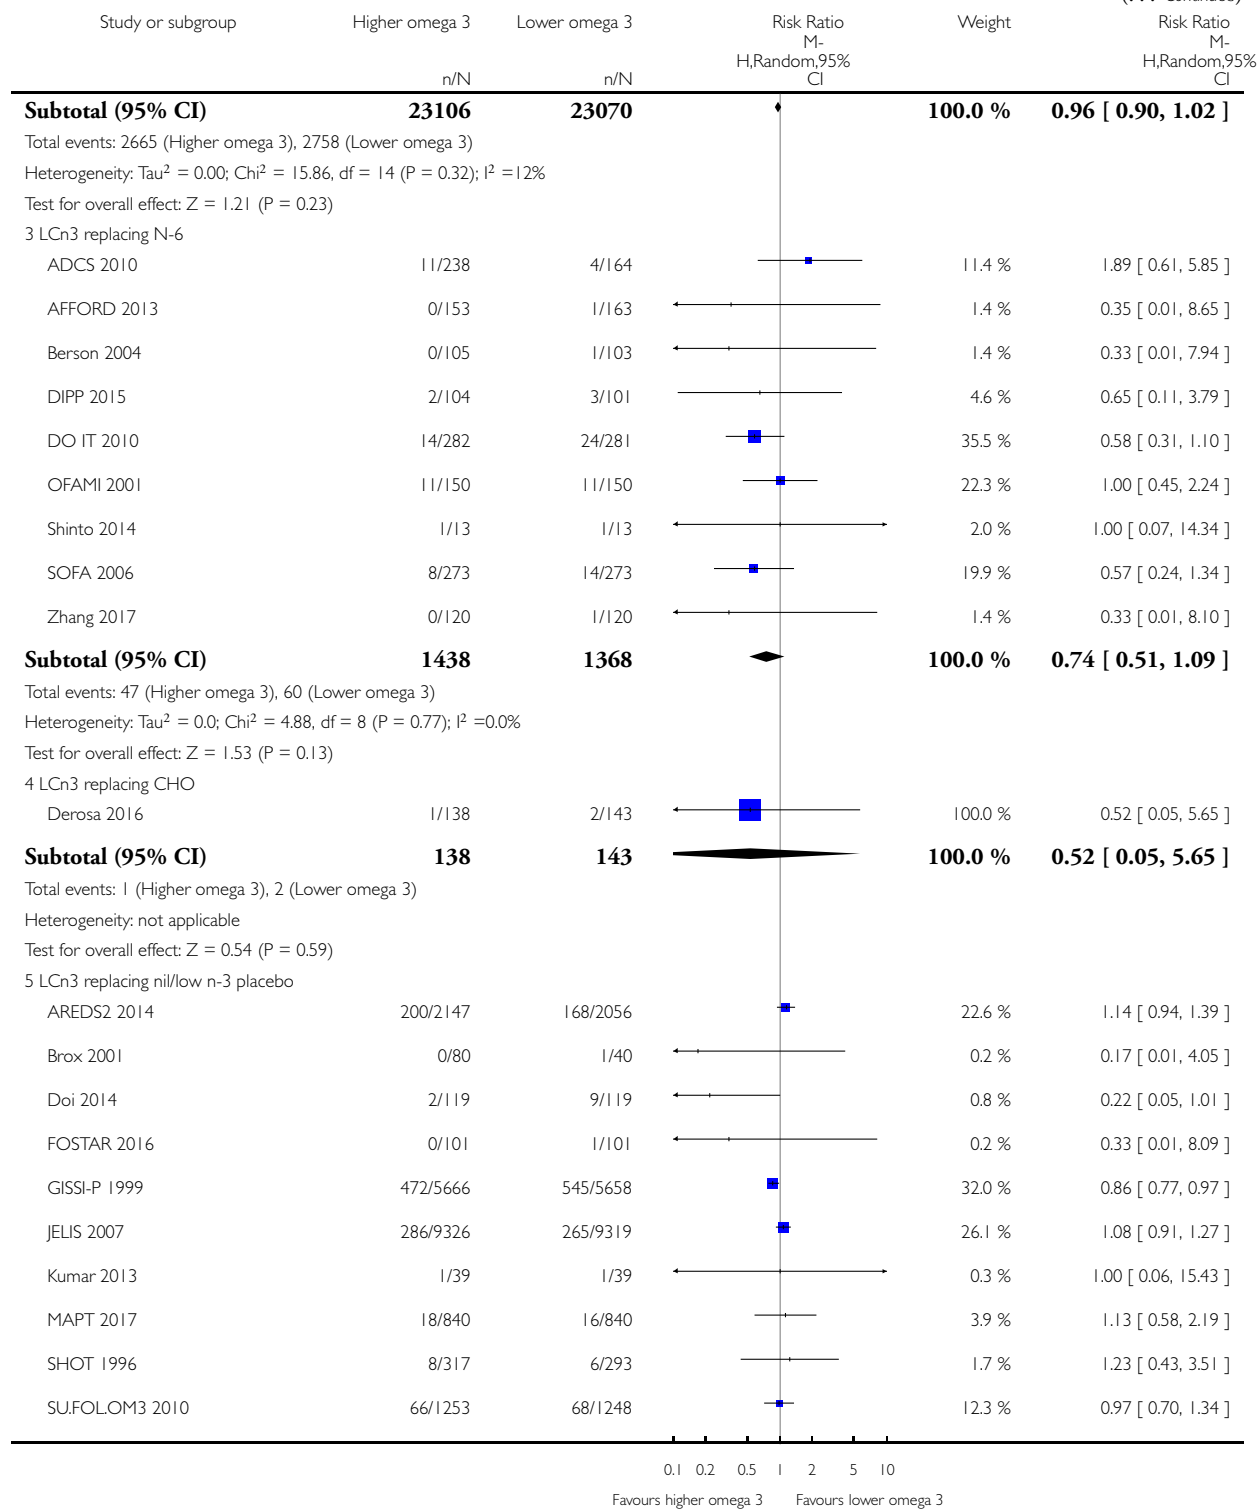 (. . . Continued)
Study or subgroup Higher omega 3 Lower omega 3 Risk Ratio Weight Risk Ratio
M- M-
H,Random,95% H,Random,95%
n/N n/N CI CI
Subtotal (95% CI) 23106 23070 100.0 % 0.96 [ 0.90, 1.02 ]
Total events: 2665 (Higher omega 3), 2758 (Lower omega 3)
Heterogeneity: Tau² = 0.00; Chi² = 15.86, df = 14 (P = 0.32); I² =12%
Test for overall effect: Z = 1.21 (P = 0.23)
3 LCn3 replacing N-6
ADCS 2010 11/238 4/164 11.4 % 1.89 [ 0.61, 5.85 ]
AFFORD 2013 0/153 1/163 1.4 % 0.35 [ 0.01, 8.65 ]
Berson 2004 0/105 1/103 1.4 % 0.33 [ 0.01, 7.94 ]
DIPP 2015 2/104 3/101 4.6 % 0.65 [ 0.11, 3.79 ]
DO IT 2010 14/282 24/281 35.5 % 0.58 [ 0.31, 1.10 ]
OFAMI 2001 11/150 11/150 22.3 % 1.00 [ 0.45, 2.24 ]
Shinto 2014 1/13 1/13 2.0 % 1.00 [ 0.07, 14.34 ]
SOFA 2006 8/273 14/273 19.9 % 0.57 [ 0.24, 1.34 ]
Zhang 2017 0/120 1/120 1.4 % 0.33 [ 0.01, 8.10 ]
Subtotal (95% CI) 1438 1368 100.0 % 0.74 [ 0.51, 1.09 ]
Total events: 47 (Higher omega 3), 60 (Lower omega 3)
Heterogeneity: Tau² = 0.0; Chi² = 4.88, df = 8 (P = 0.77); I² =0.0%
Test for overall effect: Z = 1.53 (P = 0.13)
4 LCn3 replacing CHO
Derosa 2016 1/138 2/143 100.0 % 0.52 [ 0.05, 5.65 ]
Subtotal (95% CI) 138 143 100.0 % 0.52 [ 0.05, 5.65 ]
Total events: 1 (Higher omega 3), 2 (Lower omega 3)
Heterogeneity: not applicable
Test for overall effect: Z = 0.54 (P = 0.59)
5 LCn3 replacing nil/low n-3 placebo
AREDS2 2014 200/2147 168/2056 22.6 % 1.14 [ 0.94, 1.39 ]
Brox 2001 0/80 1/40 0.2 % 0.17 [ 0.01, 4.05 ]
Doi 2014 2/119 9/119 0.8 % 0.22 [ 0.05, 1.01 ]
FOSTAR 2016 0/101 1/101 0.2 % 0.33 [ 0.01, 8.09 ]
GISSI-P 1999 472/5666 545/5658 32.0 % 0.86 [ 0.77, 0.97 ]
JELIS 2007 286/9326 265/9319 26.1 % 1.08 [ 0.91, 1.27 ]
Kumar 2013 1/39 1/39 0.3 % 1.00 [ 0.06, 15.43 ]
MAPT 2017 18/840 16/840 3.9 % 1.13 [ 0.58, 2.19 ]
SHOT 1996 8/317 6/293 1.7 % 1.23 [ 0.43, 3.51 ]
SU.FOL.OM3 2010 66/1253 68/1248 12.3 % 0.97 [ 0.70, 1.34 ]
0.1 0.2 0.5 1 2 5 10
Favours higher omega 3 Favours lower omega 3